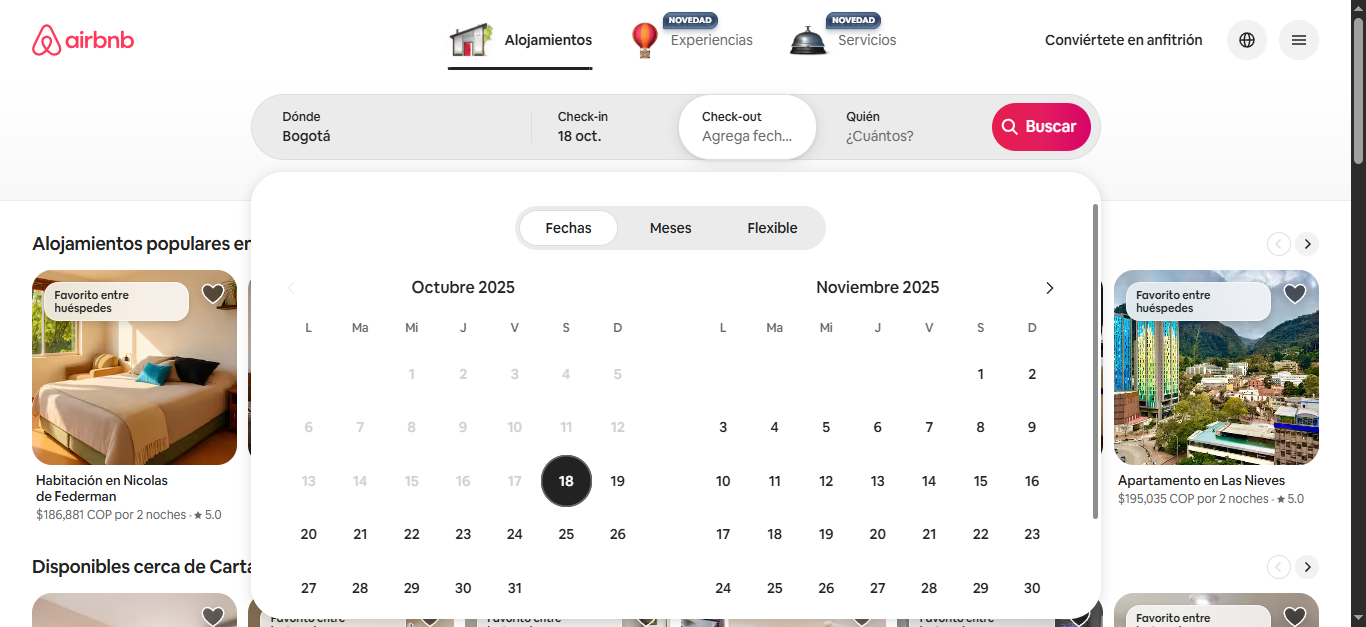 airbnb
Alojamientos
NOVEDAD
Experiencias
NOVEDAD
Servicios
Conviértete en anfitrión
Dónde
Bogotá
Check-in
18 oct.
Check-out
Agrega fech...
Quién
¿Cuántos?
Buscar
Fechas
Meses
Flexible
Octubre 2025
L Ma Mi J V S D
1 2 3 4 5
6 7 8 9 10 11 12
13 14 15 16 17 18 19
20 21 22 23 24 25 26
27 28 29 30 31
Noviembre 2025
L Ma Mi J V S D
1 2
3 4 5 6 7 8 9
10 11 12 13 14 15 16
17 18 19 20 21 22 23
24 25 26 27 28 29 30
Alojamientos populares en
Favorito entre
huéspedes
Habitación en Nicolas
de Federman
$186,881 COP por 2 noches · ★ 5.0
Favorito entre
huéspedes
Apartamento en Las Nieves
$195,035 COP por 2 noches · ★ 5.0
Disponibles cerca de Carta
Favorito entre